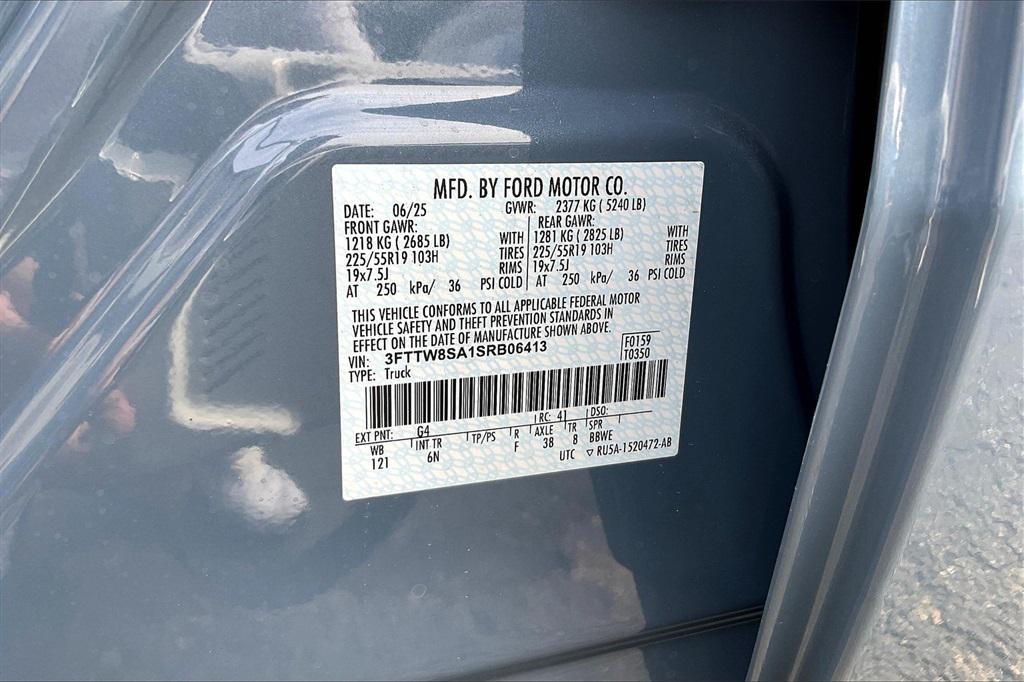 MFD. BY FORD MOTOR CO.
DATE: 06/25 GVWR: 2377 KG ( 5240 LB)
FRONT GAWR: REAR GAWR:
1218 KG ( 2685 LB) WITH 1281 KG ( 2825 LB) WITH
225/55R19 103H TIRES 225/55R19 103H TIRES
19x7.5J RIMS 19x7.5J RIMS
AT 250 kPa/ 36 PSI COLD AT 250 kPa/ 36 PSI COLD
THIS VEHICLE CONFORMS TO ALL APPLICABLE FEDERAL MOTOR
VEHICLE SAFETY AND THEFT PREVENTION STANDARDS IN
EFFECT ON THE DATE OF MANUFACTURE SHOWN ABOVE.
VIN: 3FTTW8SA1SRB06413 F0159
TYPE: Truck T0350
EXT PNT: G4 RC: 41 DSO:
WB INT TR TP/PS R AXLE TR SPR
121 6N F 38 8 BBWE
UTC ▽ RU5A-1520472-AB